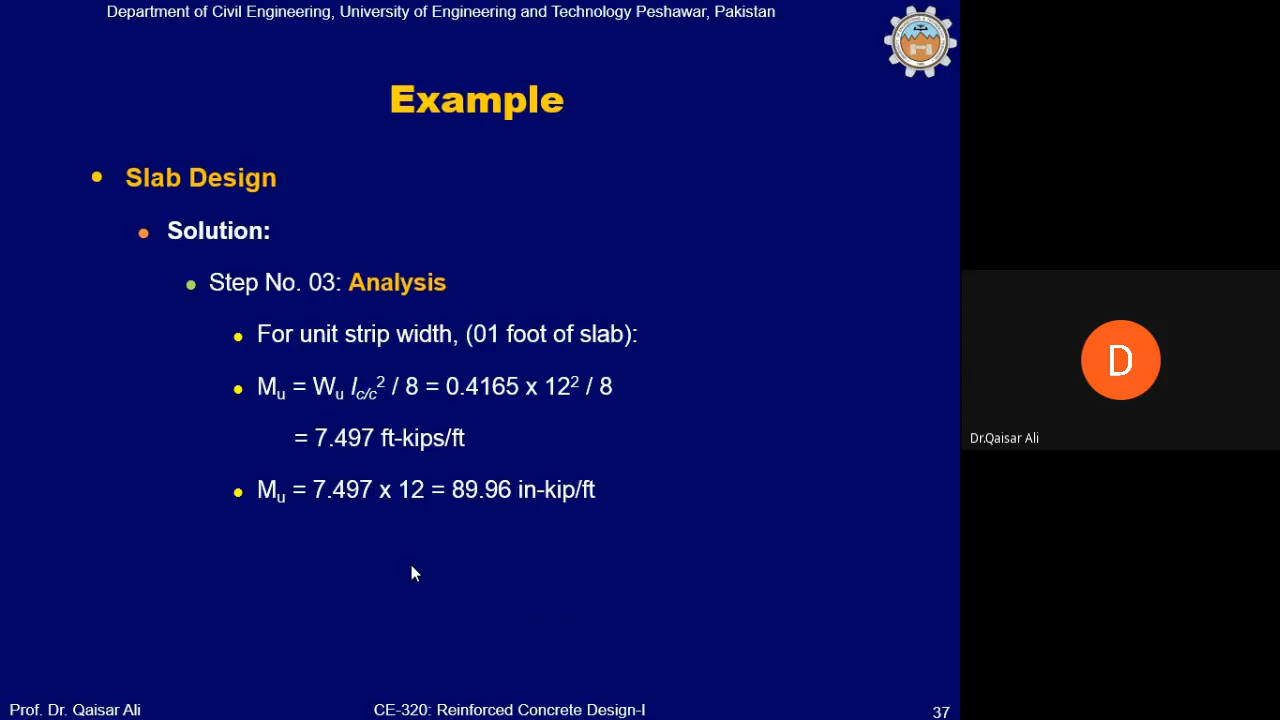 Department of Civil Engineering, University of Engineering and Technology Peshawar, Pakistan
Example
• Slab Design
• Solution:
• Step No. 03: Analysis
• For unit strip width, (01 foot of slab):
• Mu = Wu lc/c² / 8 = 0.4165 x 12² / 8
= 7.497 ft-kips/ft
• Mu = 7.497 x 12 = 89.96 in-kip/ft
D
Dr.Qaisar Ali
Prof. Dr. Qaisar Ali
CE-320: Reinforced Concrete Design-I
37